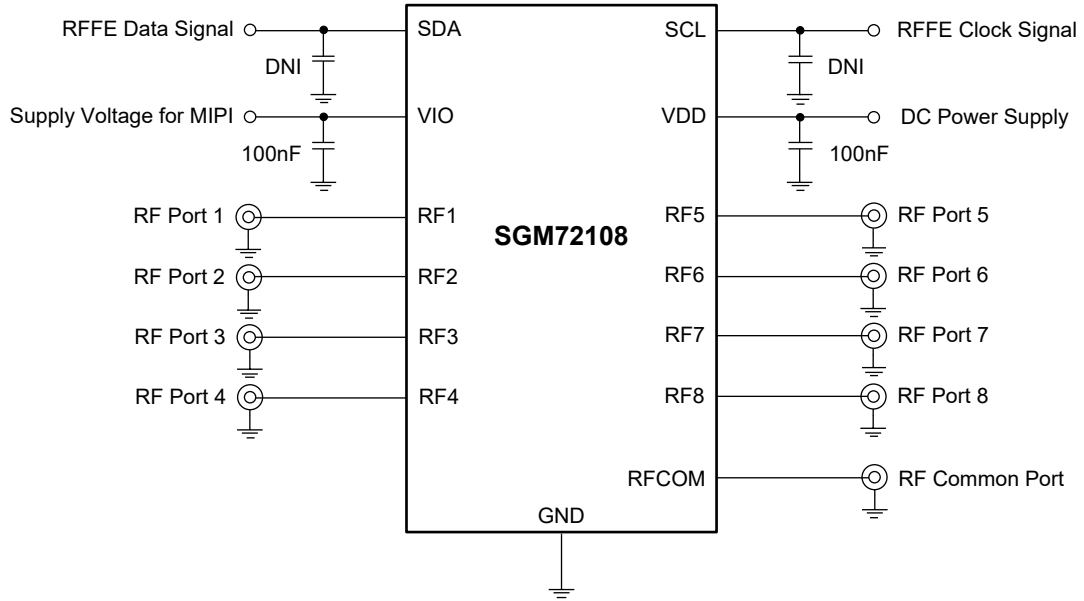 RFFE Data Signal SDA SCL RFFE Clock Signal
DNI DNI
Supply Voltage for MIPI VIO VDD DC Power Supply
100nF 100nF
RF Port 1 RF1 RF5 RF Port 5
SGM72108
RF Port 2 RF2 RF6 RF Port 6
RF Port 3 RF3 RF7 RF Port 7
RF Port 4 RF4 RF8 RF Port 8
RFCOM RF Common Port
GND